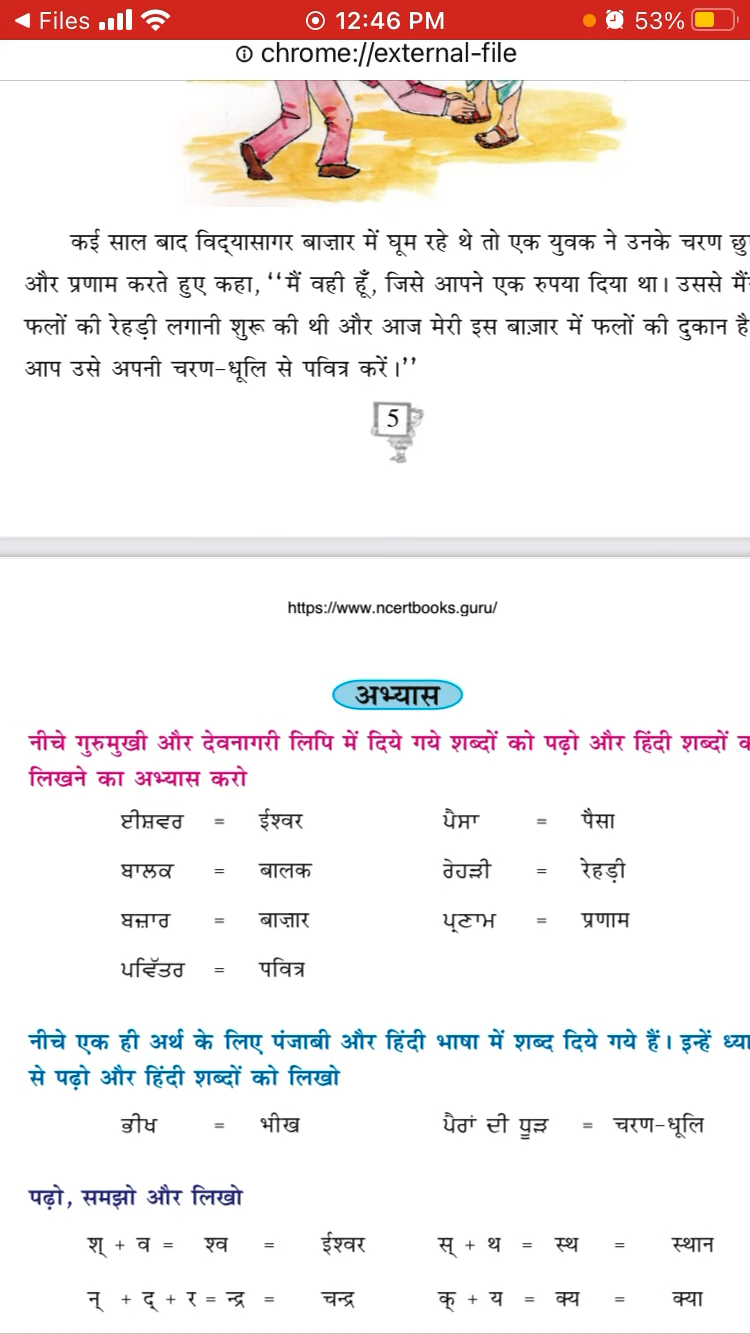 ◀ Files 12:46 PM 53%
chrome://external-file
कई साल बाद विद्यासागर बाज़ार में घूम रहे थे तो एक युवक ने उनके चरण छु
और प्रणाम करते हुए कहा, ‘‘मैं वही हूँ, जिसे आपने एक रुपया दिया था। उससे मैं
फलों की रेहड़ी लगानी शुरू की थी और आज मेरी इस बाज़ार में फलों की दुकान है
आप उसे अपनी चरण-धूलि से पवित्र करें।’’
5
https://www.ncertbooks.guru/
अभ्यास
नीचे गुरुमुखी और देवनागरी लिपि में दिये गये शब्दों को पढ़ो और हिंदी शब्दों
लिखने का अभ्यास करो
ਈਸ਼ਵਰ = ईश्वर ਪੈਸਾ = पैसा
ਬਾਲਕ = बालक ਰੇਹੜੀ = रेहड़ी
ਬਜ਼ਾਰ = बाज़ार ਪ੍ਰਣਾਮ = प्रणाम
ਪਵਿੱਤਰ = पवित्र
नीचे एक ही अर्थ के लिए पंजाबी और हिंदी भाषा में शब्द दिये गये हैं। इन्हें ध्या
से पढ़ो और हिंदी शब्दों को लिखो
ਭੀਖ = भीख ਪੈਰਾਂ ਦੀ ਧੂੜ = चरण-धूलि
पढ़ो, समझो और लिखो
श् + व = श्व = ईश्वर स् + थ = स्थ = स्थान
न् + द् + र = न्द्र = चन्द्र क् + य = क्य = क्या